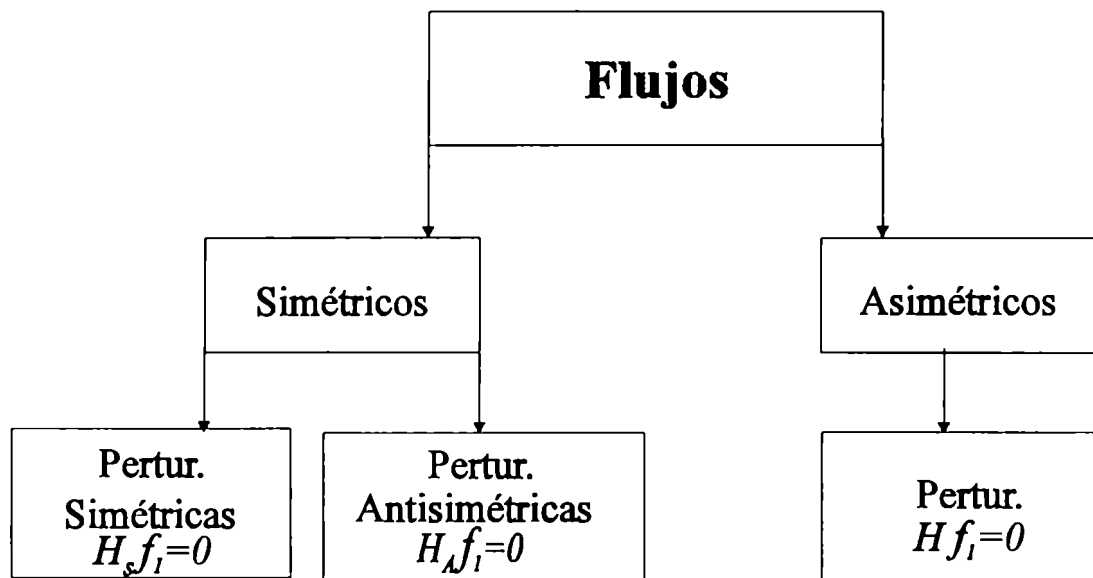 Flujos
Simétricos
Asimétricos
Pertur.
Simétricas
H_s f_1=0
Pertur.
Antisimétricas
H_A f_1=0
Pertur.
H f_1=0